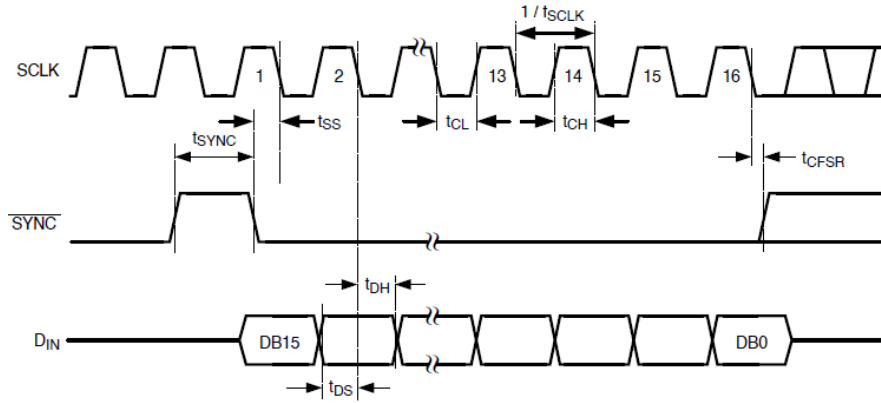 1 / tSCLK
SCLK
1 2 13 14 15 16
tSS tCL tCH
tSYNC
tCFSR
SYNC
tDH
DIN
DB15 DB0
tDS